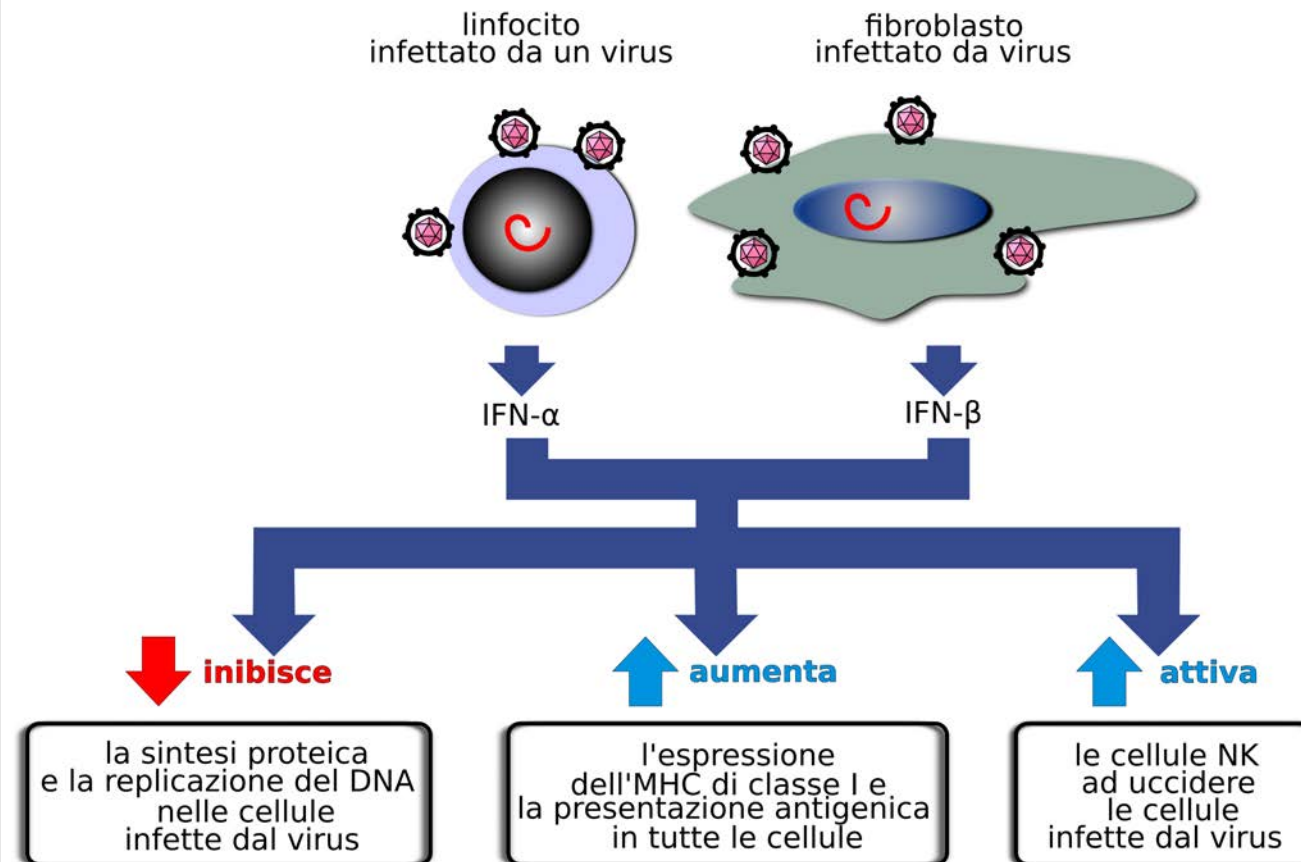 linfocito
infettato da un virus
fibroblasto
infettato da virus
IFN-α
IFN-β
inibisce
aumenta
attiva
la sintesi proteica
e la replicazione del DNA
nelle cellule
infette dal virus
l'espressione
dell'MHC di classe I e
la presentazione antigenica
in tutte le cellule
le cellule NK
ad uccidere
le cellule
infette dal virus